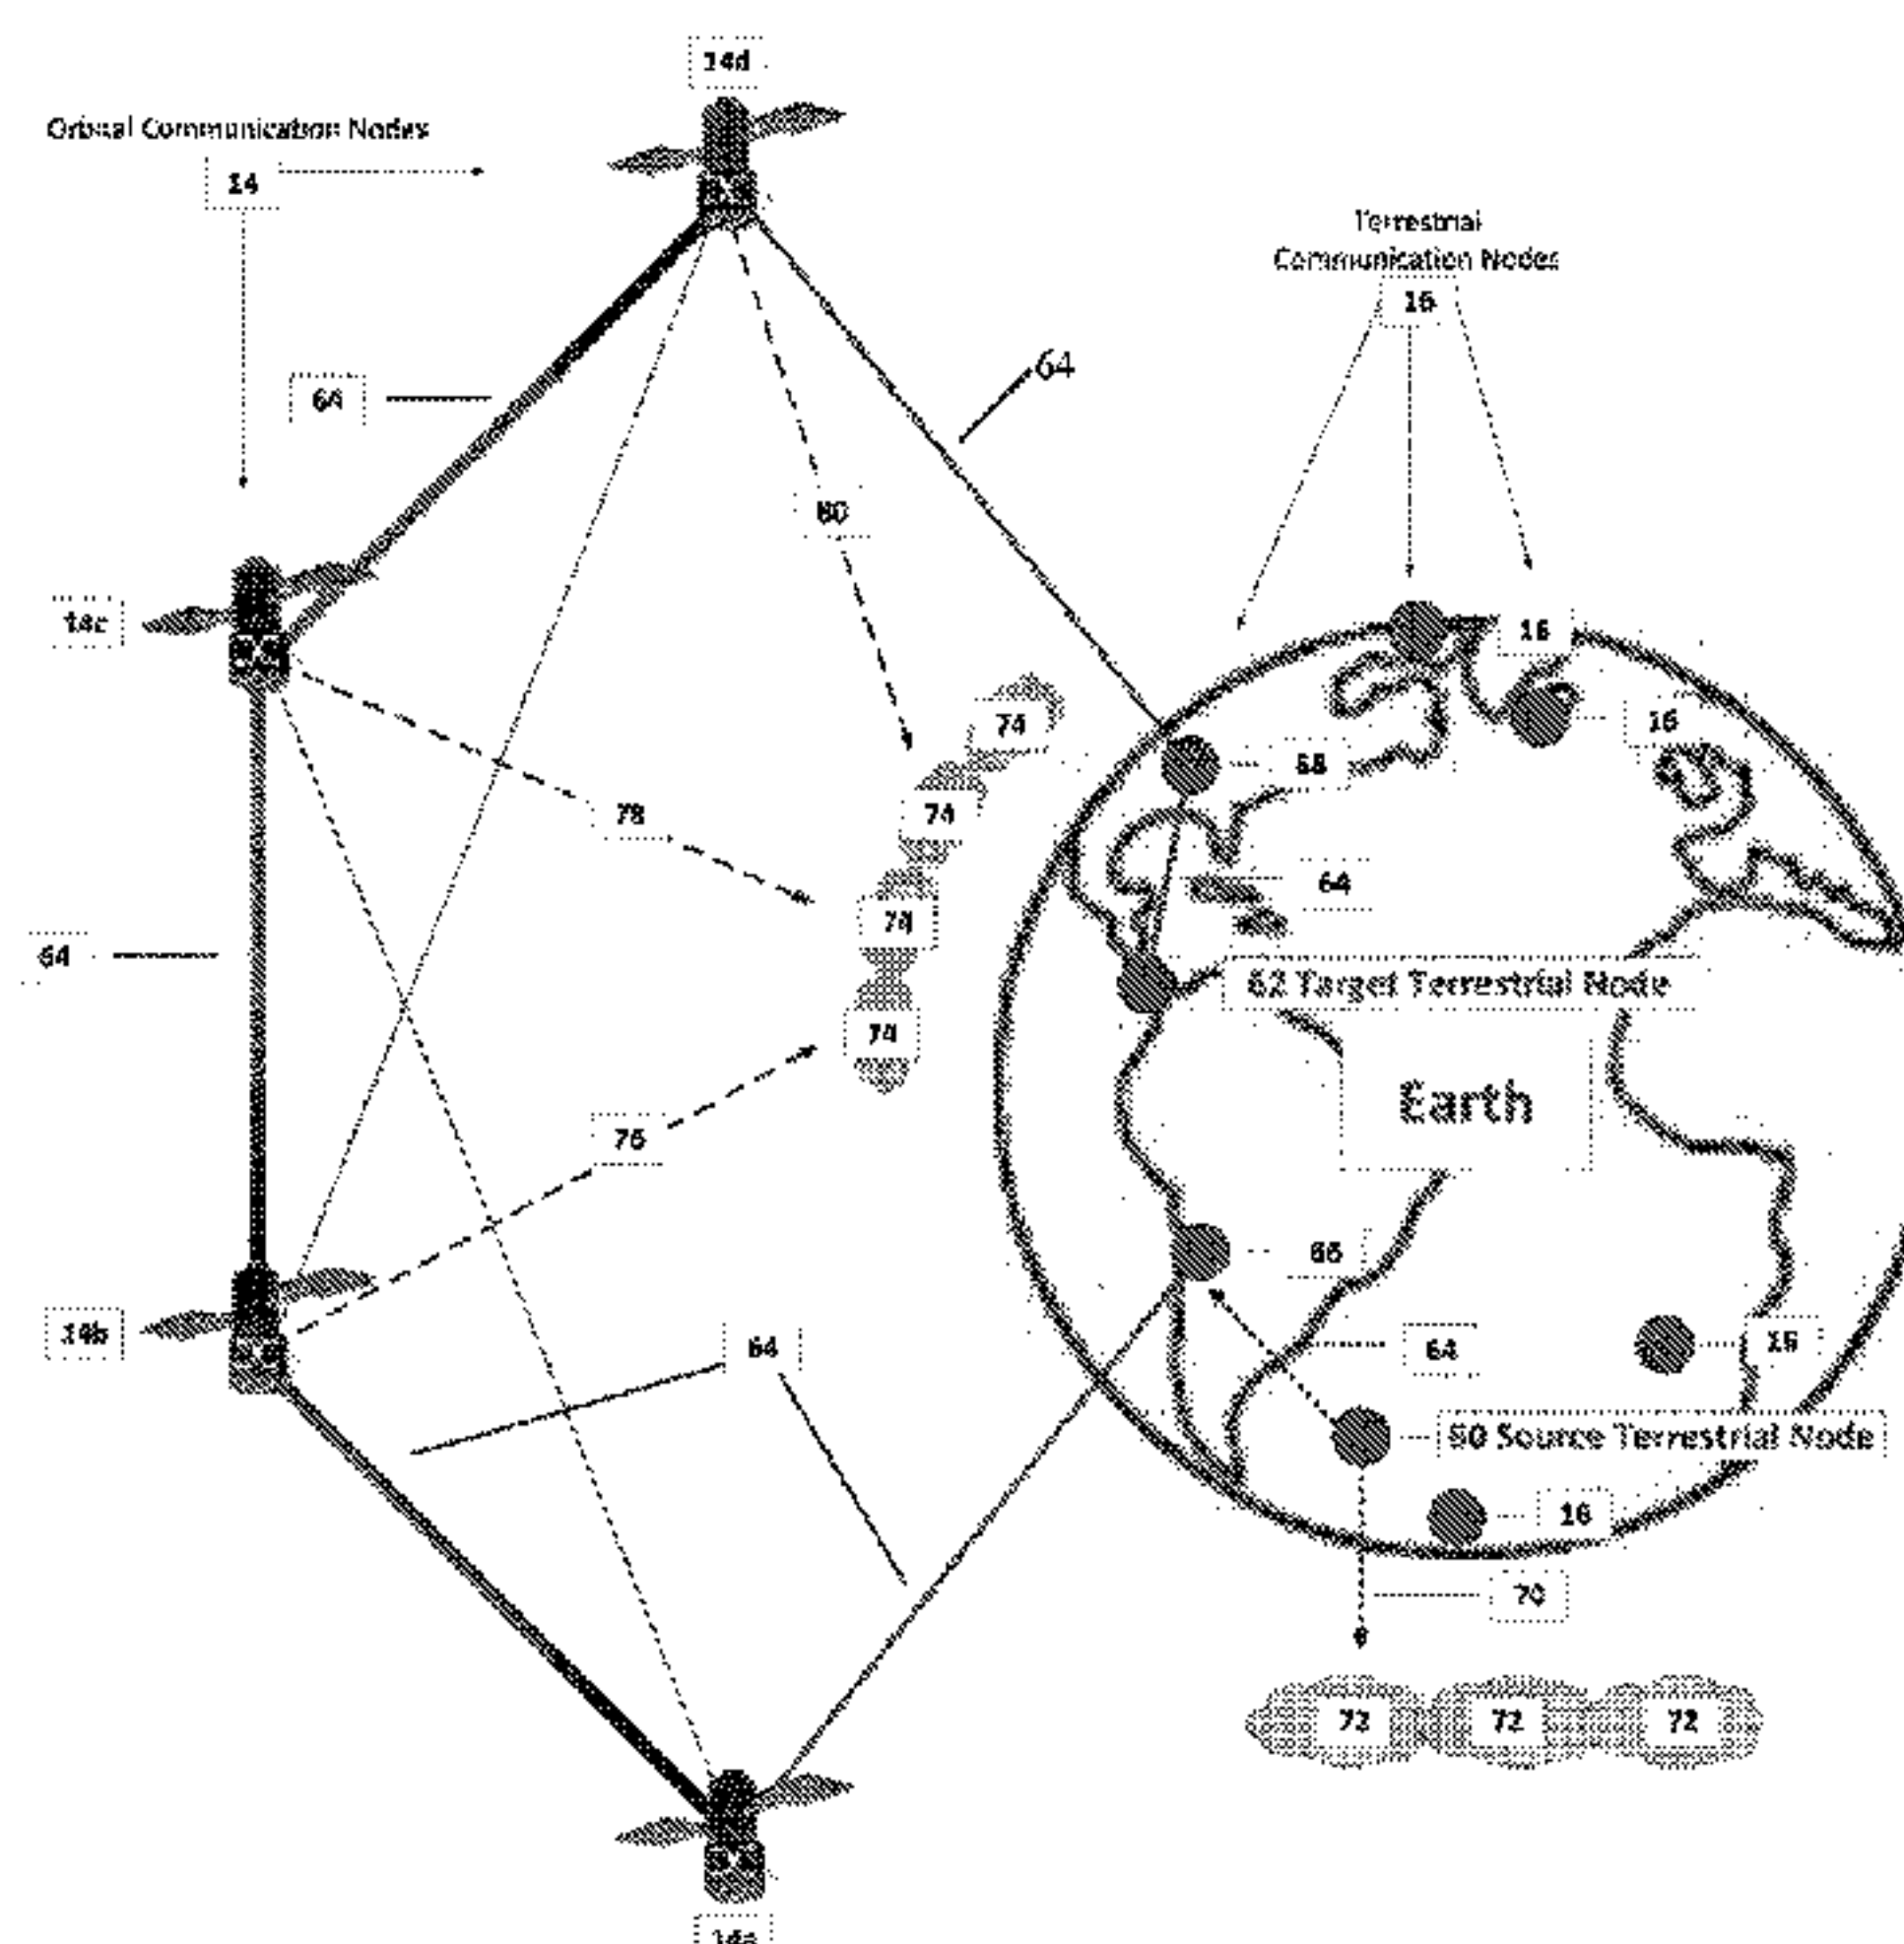 14d
Orbital Communication Nodes
14
Terrestrial
Communication Nodes
16
64
64
80
14c
16
16
74
68
74
78
64
74
64
62 Target Terrestrial Node
74
Earth
76
66
14b
64
64
16
60 Source Terrestrial Node
16
70
72
72
72
14a